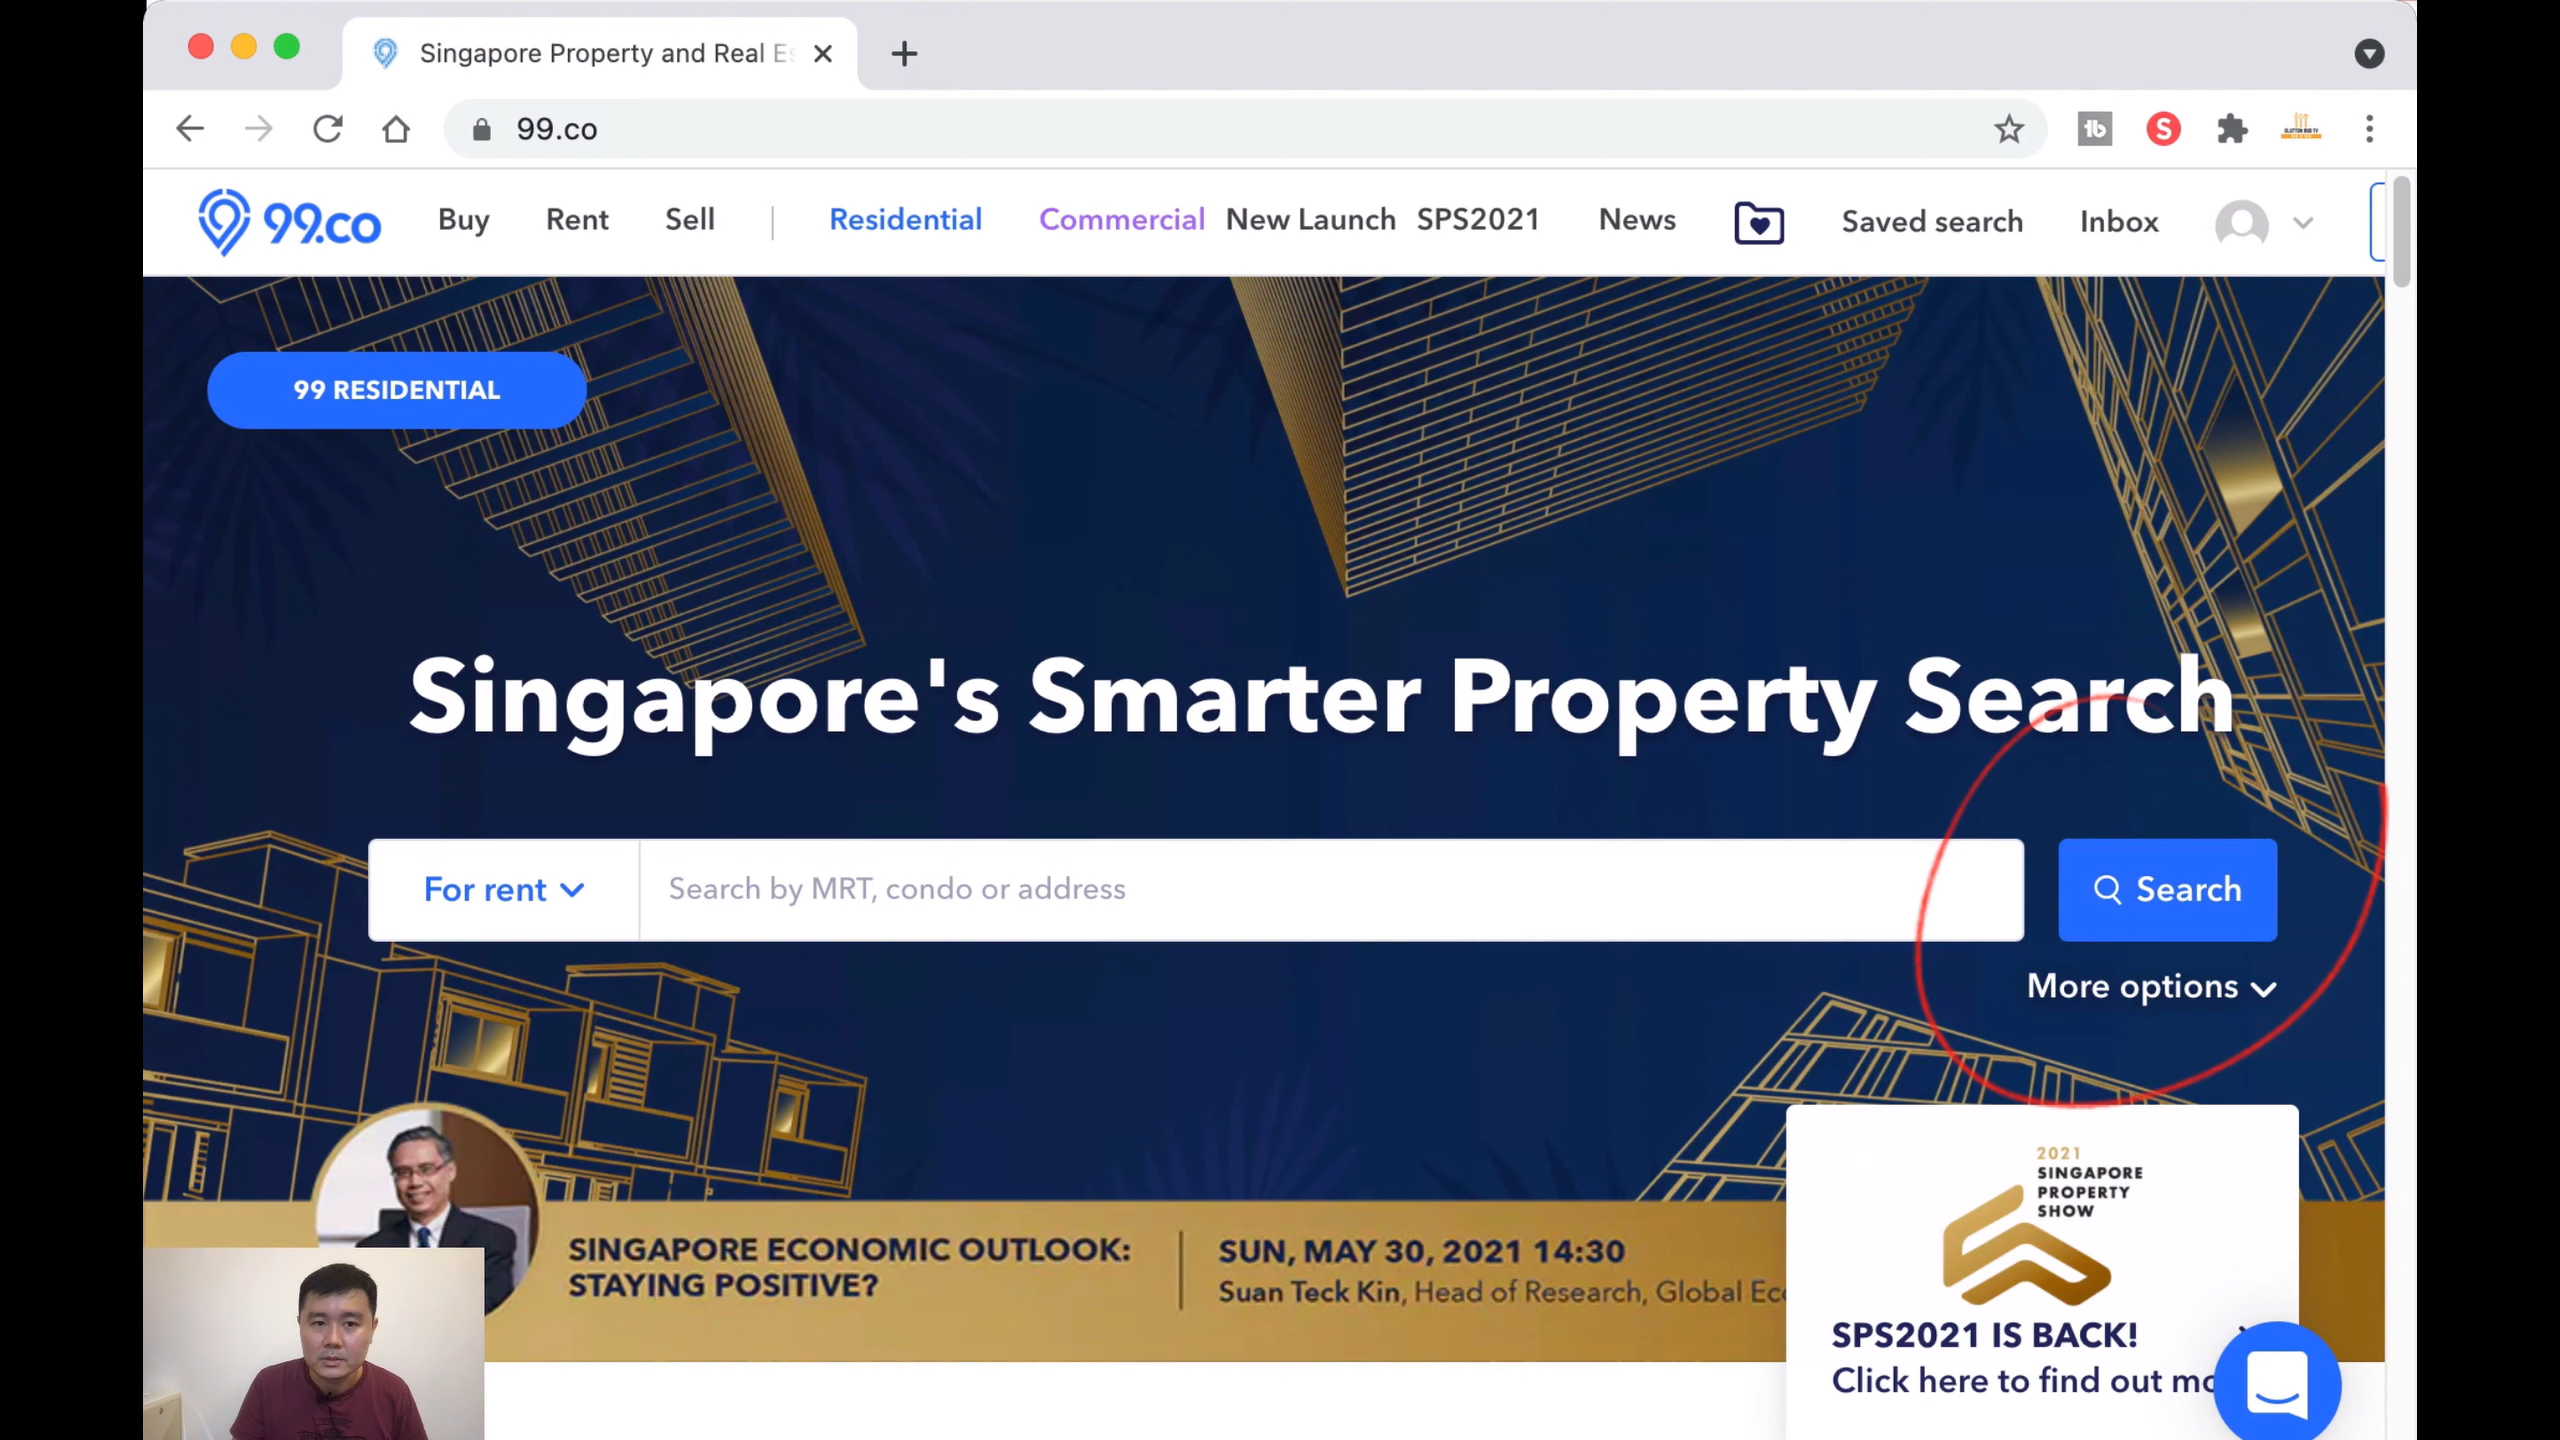 Singapore Property and Real Es
99.co
99.co
Buy
Rent
Sell
Residential
Commercial
New Launch
SPS2021
News
Saved search
Inbox
99 RESIDENTIAL
Singapore's Smarter Property Search
For rent
Search by MRT, condo or address
Search
More options
2021
SINGAPORE
PROPERTY
SHOW
SINGAPORE ECONOMIC OUTLOOK:
STAYING POSITIVE?
SUN, MAY 30, 2021 14:30
Suan Teck Kin, Head of Research, Global Ec
SPS2021 IS BACK!
Click here to find out mo